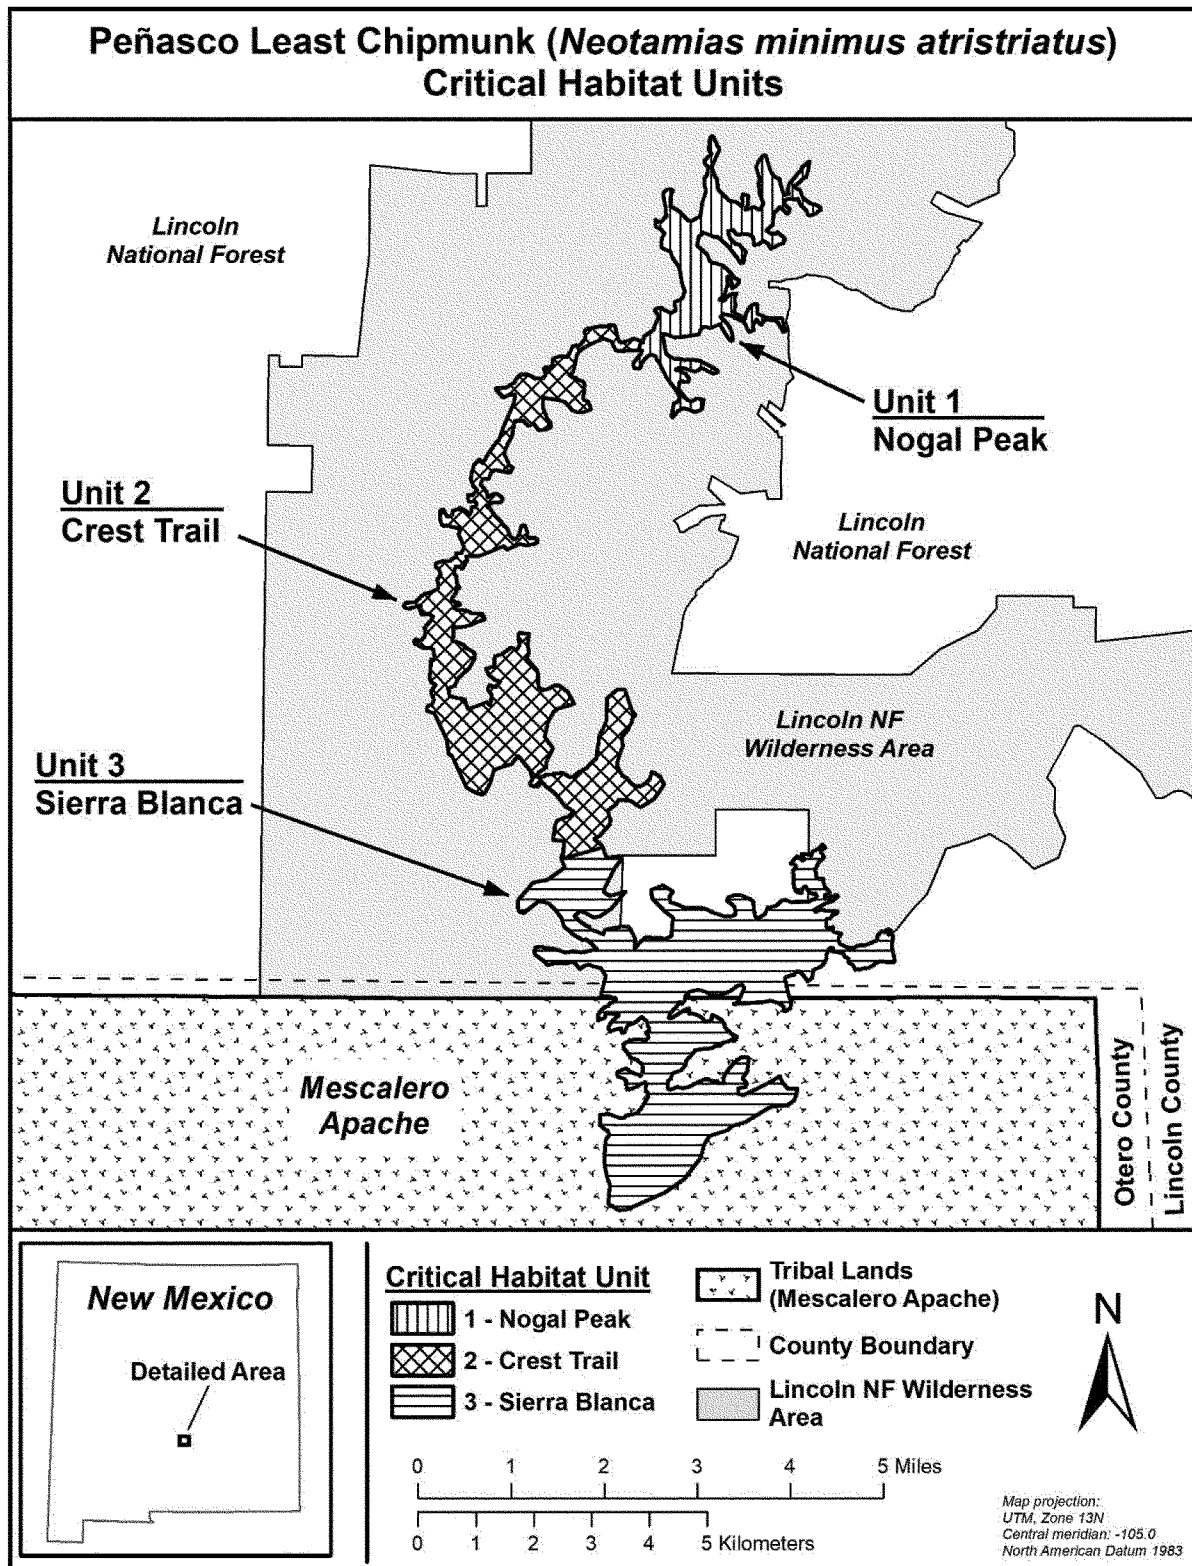 Peñasco Least Chipmunk (Neotamias minimus atristriatus)
Critical Habitat Units
Lincoln
National Forest
Unit 1
Nogal Peak
Unit 2
Crest Trail
Lincoln
National Forest
Lincoln NF
Wilderness Area
Unit 3
Sierra Blanca
Mescalero
Apache
Otero County
Lincoln County
New Mexico
Detailed Area
Critical Habitat Unit
1 - Nogal Peak
2 - Crest Trail
3 - Sierra Blanca
Tribal Lands
(Mescalero Apache)
County Boundary
Lincoln NF Wilderness
Area
N
0 1 2 3 4 5 Miles
0 1 2 3 4 5 Kilometers
Map projection:
UTM, Zone 13N
Central meridian: -105.0
North American Datum 1983